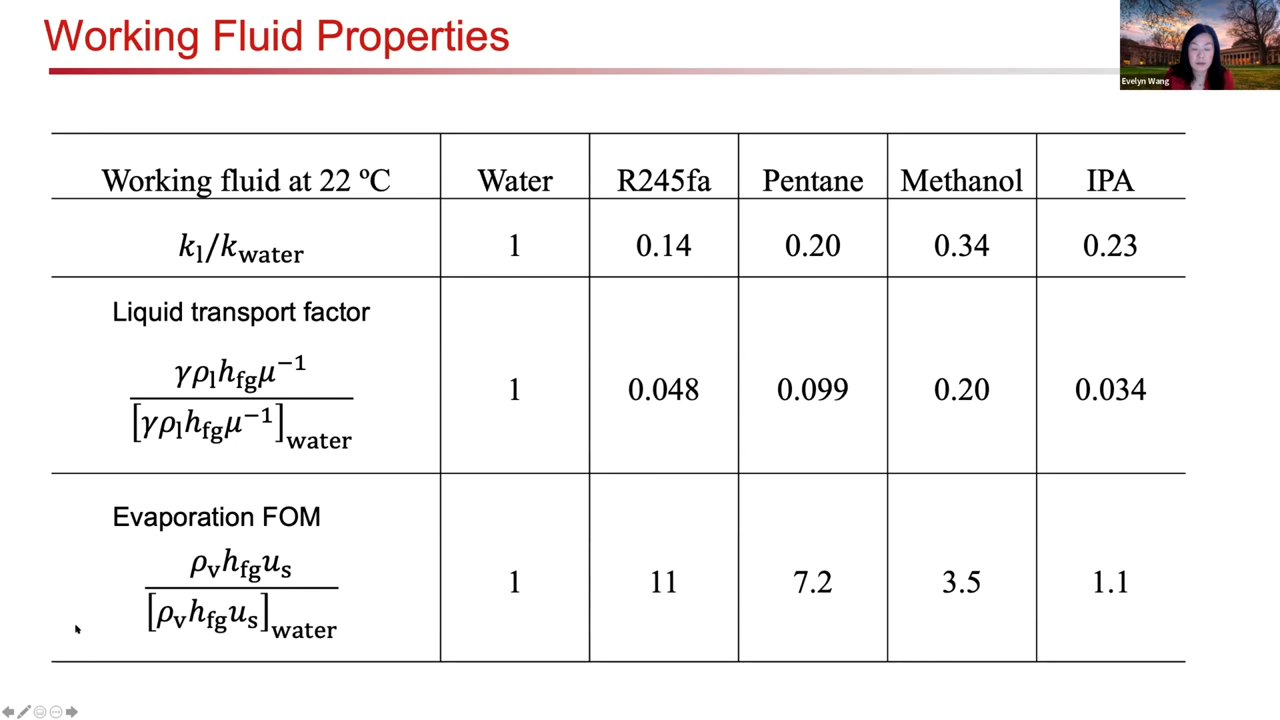 Working Fluid Properties
Evelyn Wang
Working fluid at 22 ºC Water R245fa Pentane Methanol IPA
k_l/k_water 1 0.14 0.20 0.34 0.23
Liquid transport factor
γρ_l h_fg μ⁻¹
[γρ_l h_fg μ⁻¹]_water 1 0.048 0.099 0.20 0.034
Evaporation FOM
ρ_v h_fg u_s
[ρ_v h_fg u_s]_water 1 11 7.2 3.5 1.1